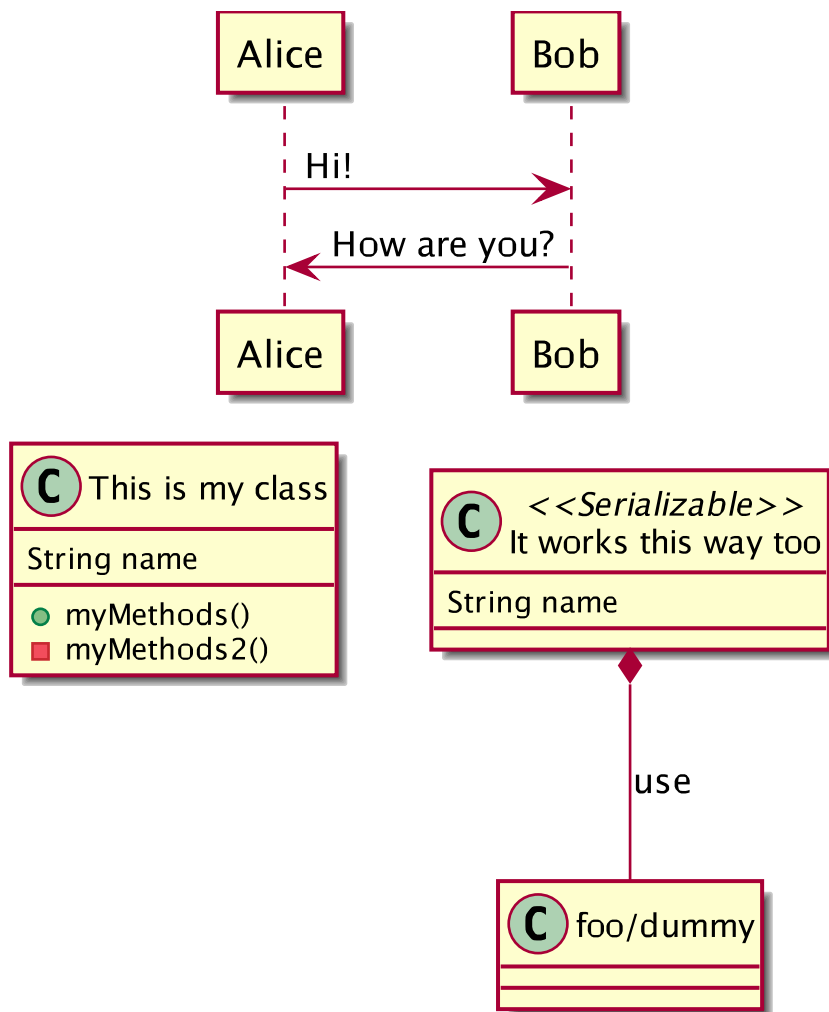 Alice Bob
Hi!
How are you?
Alice Bob
C This is my class
String name
myMethods()
myMethods2()
C <<Serializable>>
It works this way too
String name
use
C foo/dummy